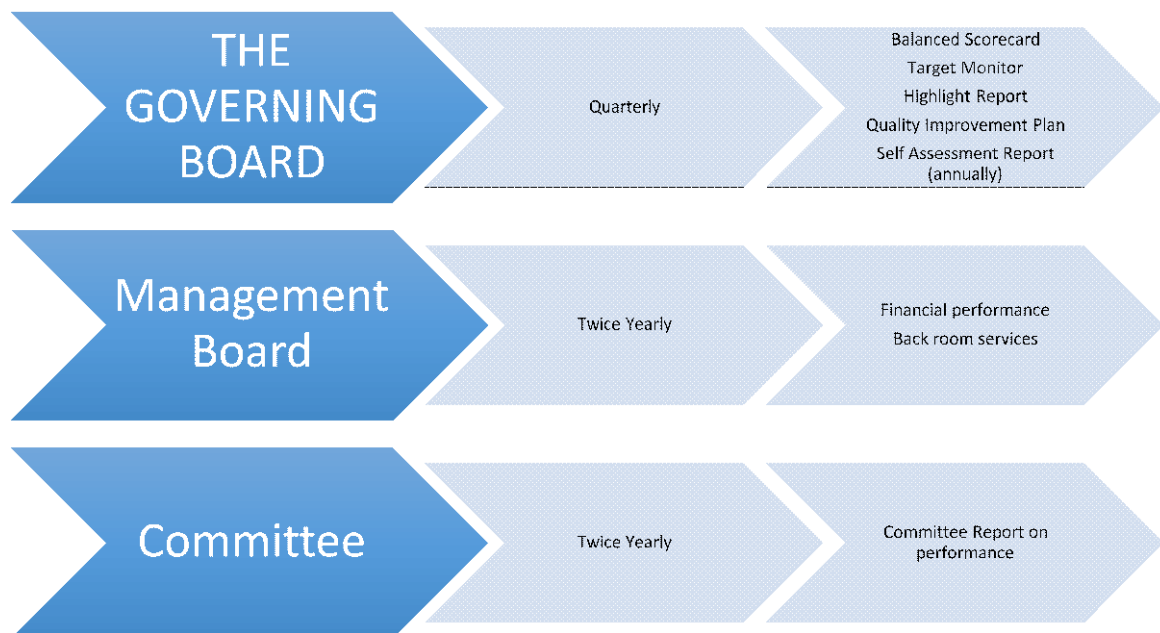 THE
GOVERNING
BOARD
Quarterly
Balanced Scorecard
Target Monitor
Highlight Report
Quality Improvement Plan
Self Assessment Report
(annually)
Management
Board
Twice Yearly
Financial performance
Back room services
Committee
Twice Yearly
Committee Report on
performance